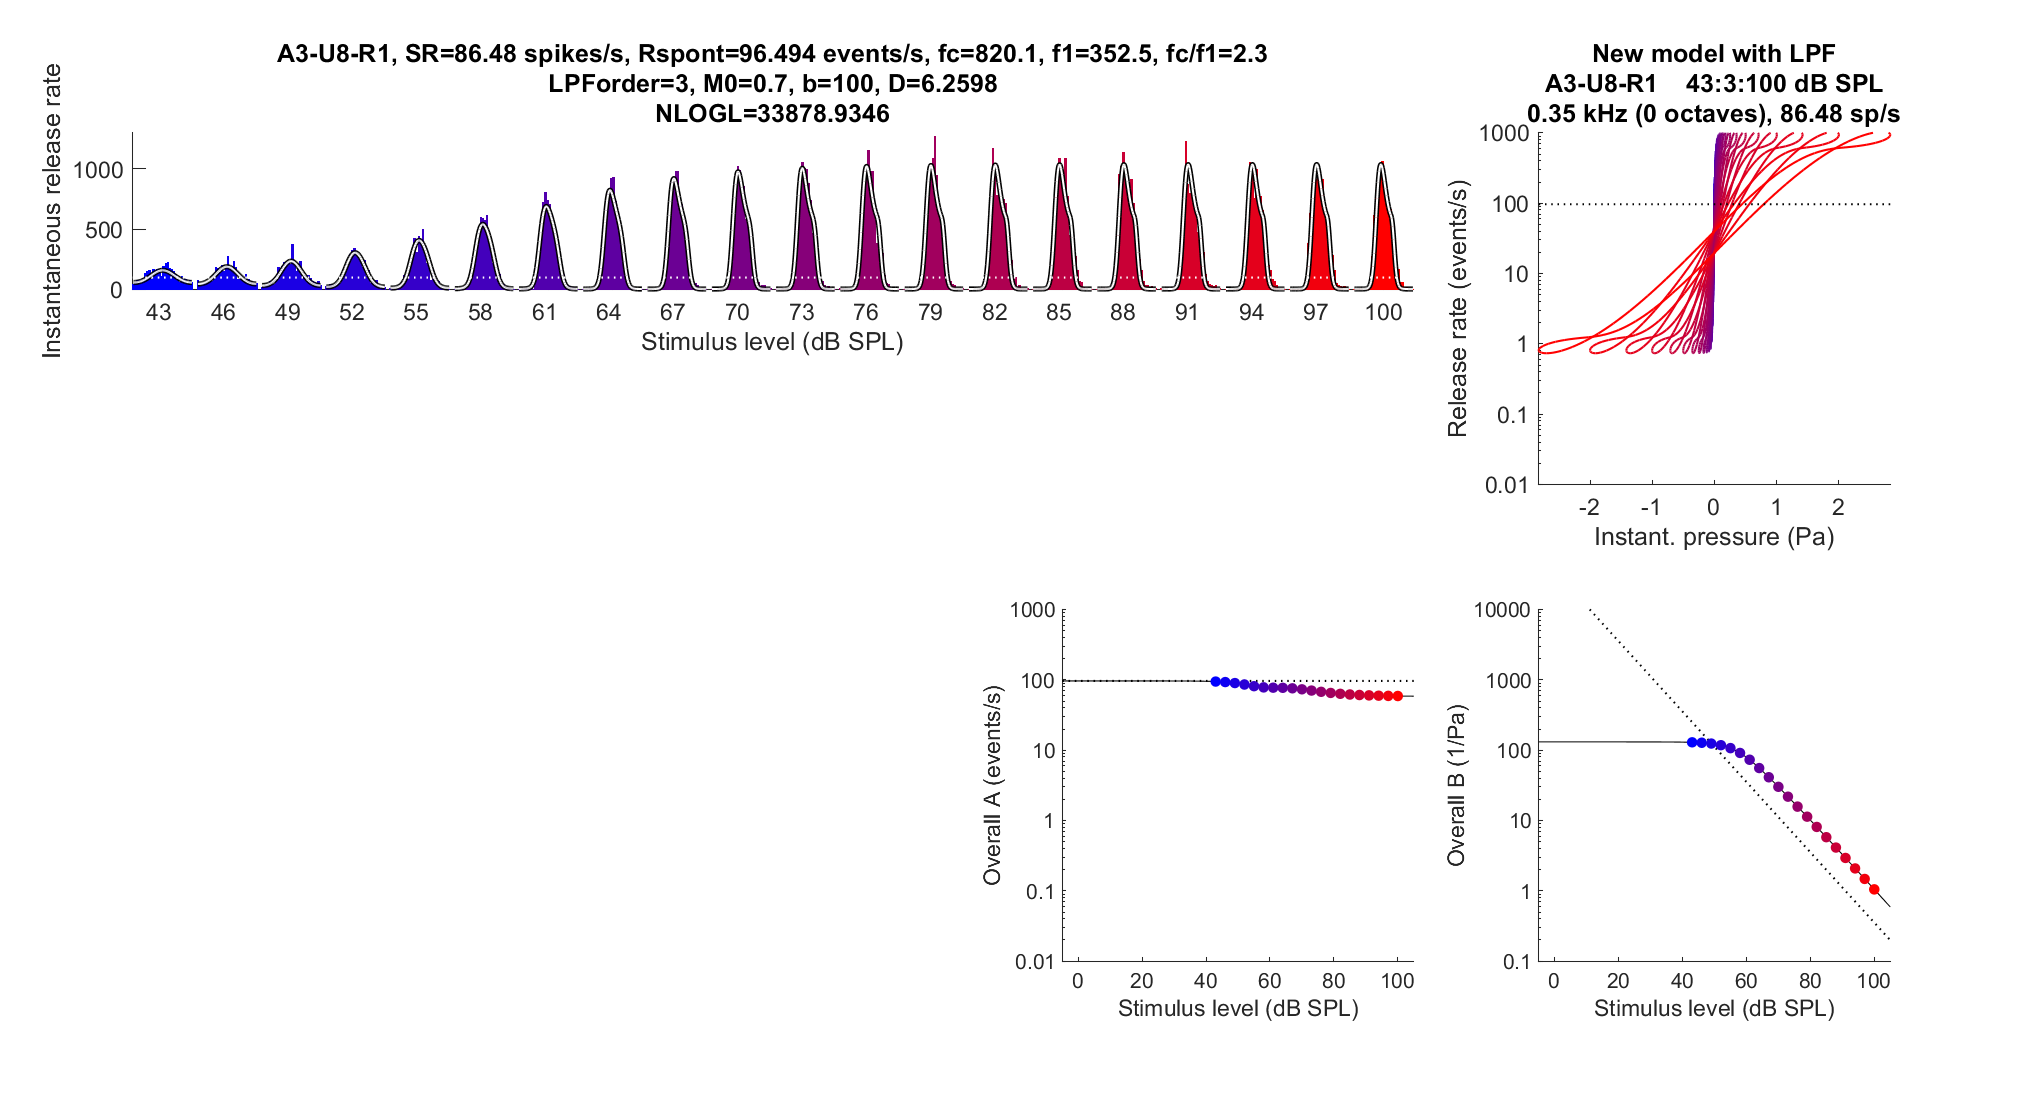 A3-U8-R1, SR=86.48 spikes/s, Rspont=96.494 events/s, fc=820.1, f1=352.5, fc/f1=2.3
LPForder=3, M0=0.7, b=100, D=6.2598
NLOGL=33878.9346
Instantaneous release rate
1000
500
0
43 46 49 52 55 58 61 64 67 70 73 76 79 82 85 88 91 94 97 100
Stimulus level (dB SPL)
New model with LPF
A3-U8-R1 43:3:100 dB SPL
0.35 kHz (0 octaves), 86.48 sp/s
Release rate (events/s)
1000
100
10
1
0.1
0.01
-2 -1 0 1 2
Instant. pressure (Pa)
Overall A (events/s)
1000
100
10
1
0.1
0.01
0 20 40 60 80 100
Stimulus level (dB SPL)
Overall B (1/Pa)
10000
1000
100
10
1
0.1
0 20 40 60 80 100
Stimulus level (dB SPL)